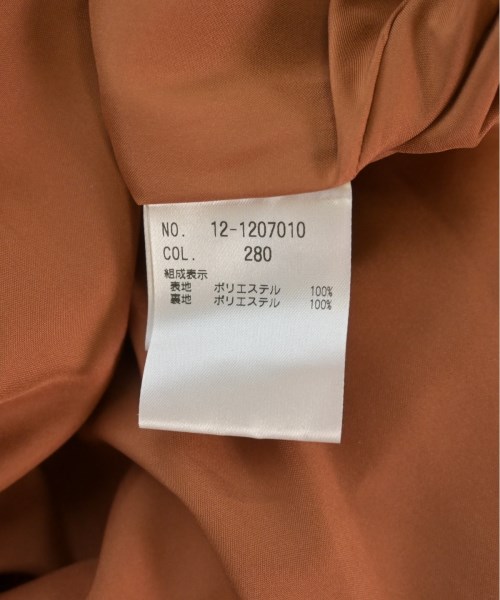 NO. 12-1207010
COL. 280
組成表示
表地 ポリエステル 100%
裏地 ポリエステル 100%